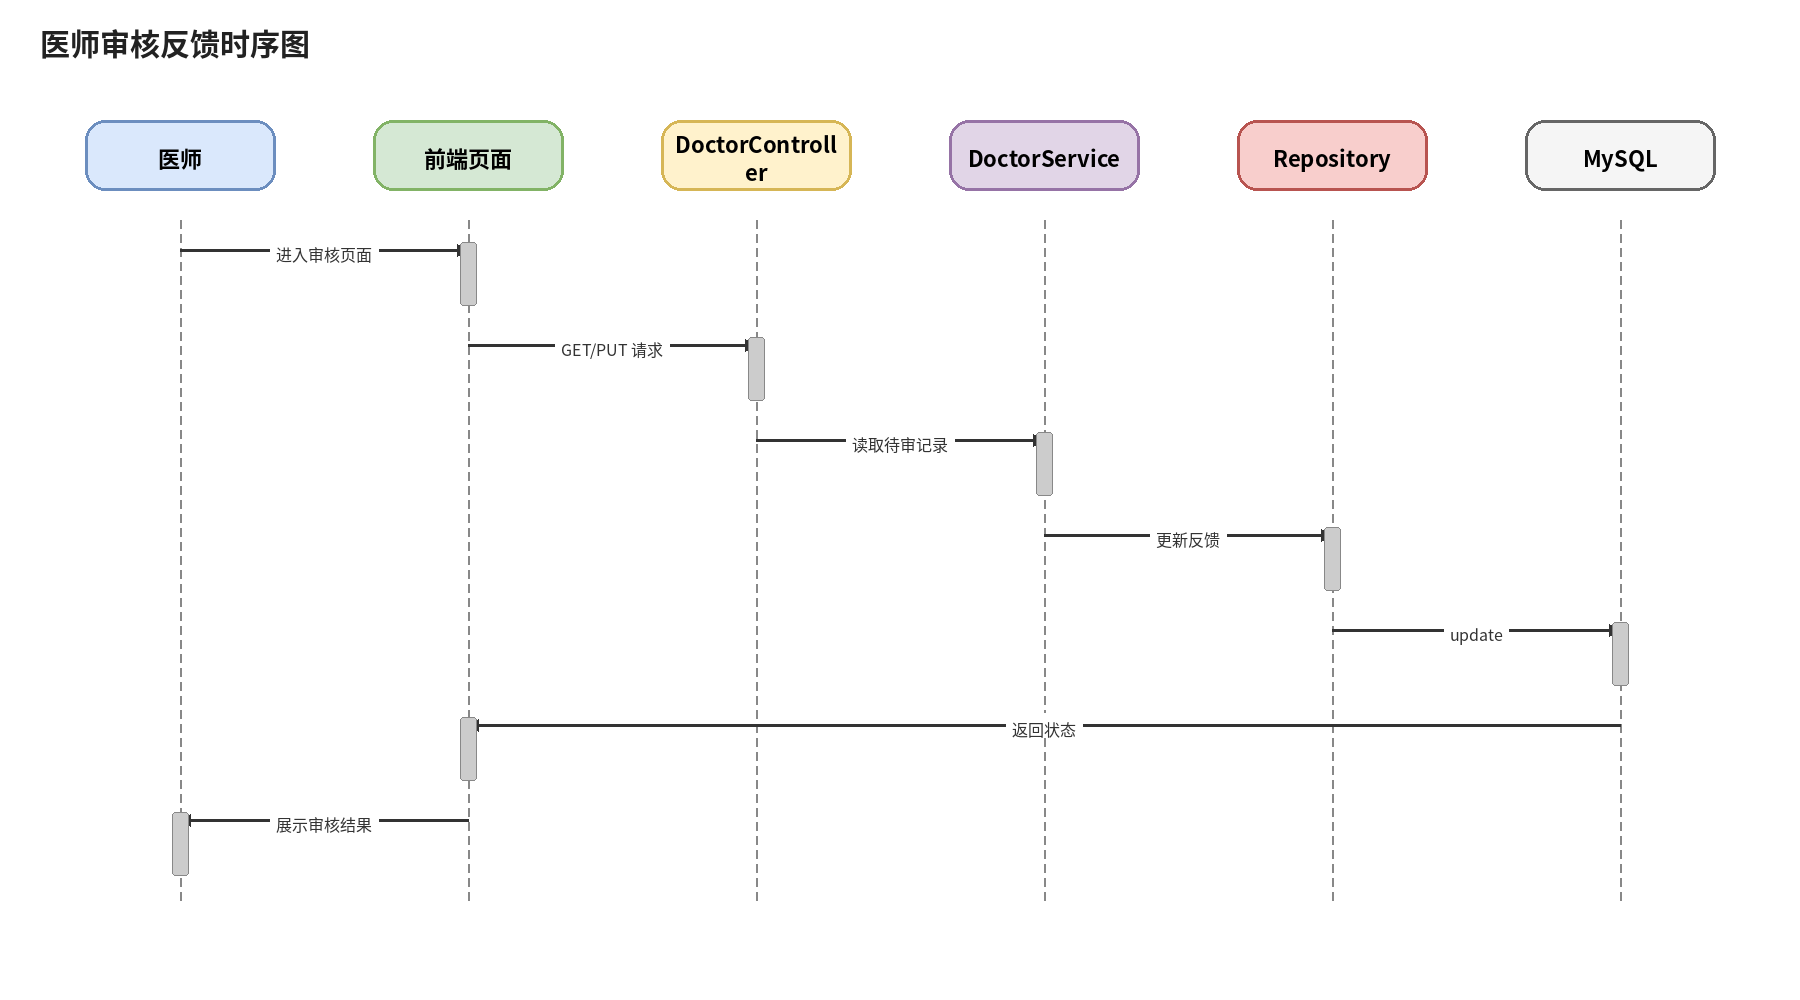 医师审核反馈时序图
医师
前端页面
DoctorControll
er
DoctorService
Repository
MySQL
进入审核页面
GET/PUT 请求
读取待审记录
更新反馈
update
返回状态
展示审核结果